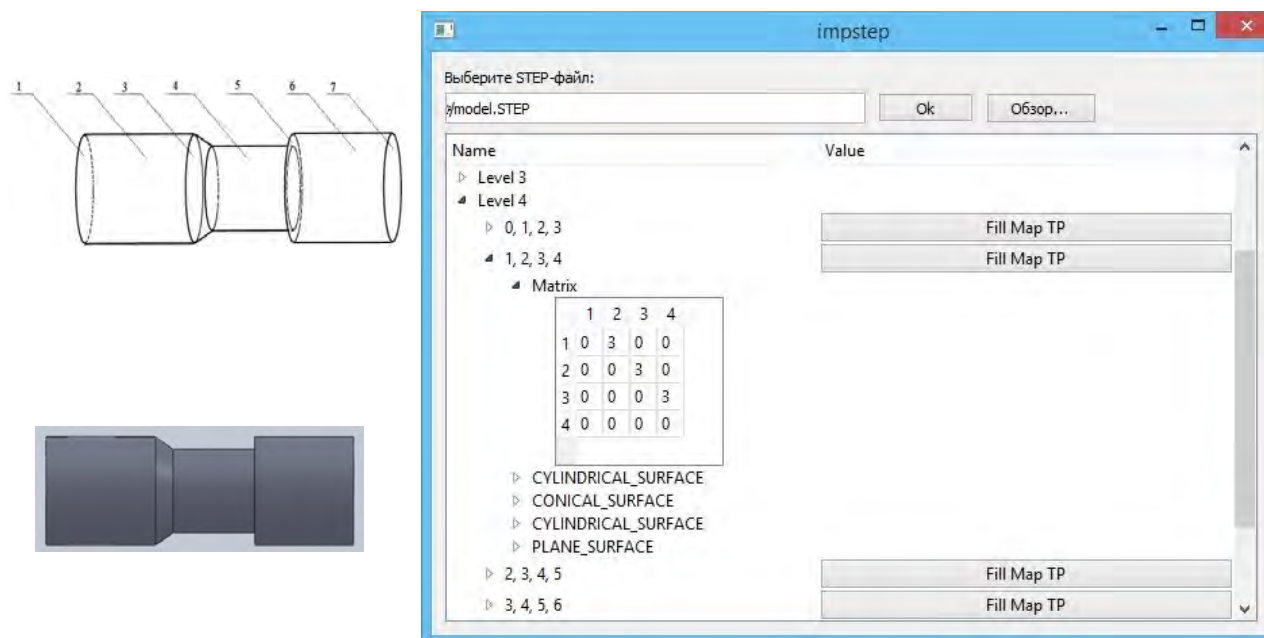 1 2 3 4 5 6 7
impstep
Выберите STEP-файл:
/model.STEP Ok Обзор...
Name Value
Level 3
Level 4
0, 1, 2, 3 Fill Map TP
1, 2, 3, 4 Fill Map TP
Matrix
1 2 3 4
1 0 3 0 0
2 0 0 3 0
3 0 0 0 3
4 0 0 0 0
CYLINDRICAL_SURFACE
CONICAL_SURFACE
CYLINDRICAL_SURFACE
PLANE_SURFACE
2, 3, 4, 5 Fill Map TP
3, 4, 5, 6 Fill Map TP